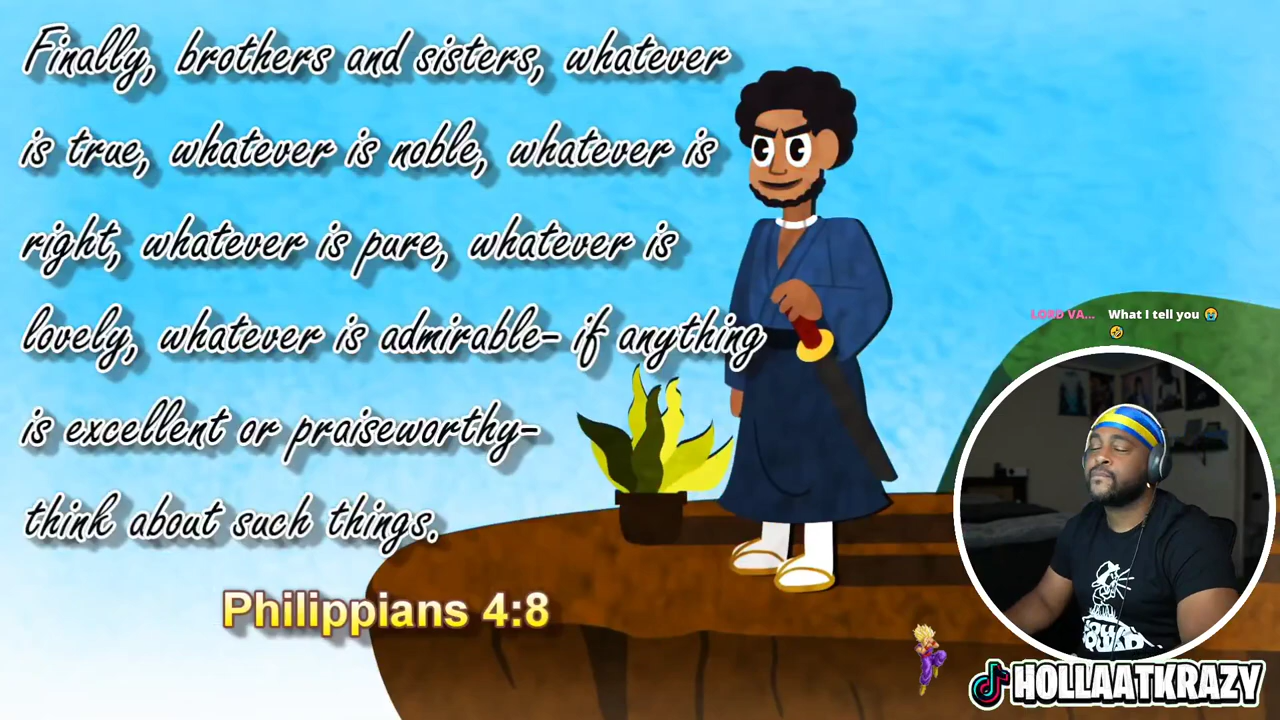 Finally, brothers and sisters, whatever
is true, whatever is noble, whatever is
right, whatever is pure, whatever is
lovely, whatever is admirable- if anything
is excellent or praiseworthy-
think about such things.
Philippians 4:8
LORD VA... What I tell you 😭
🤣
HOLLAATKRAZY